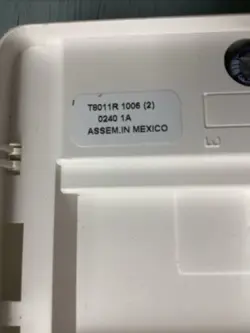 T8011R 1006 (2)
0240 1A
ASSEM.IN MEXICO